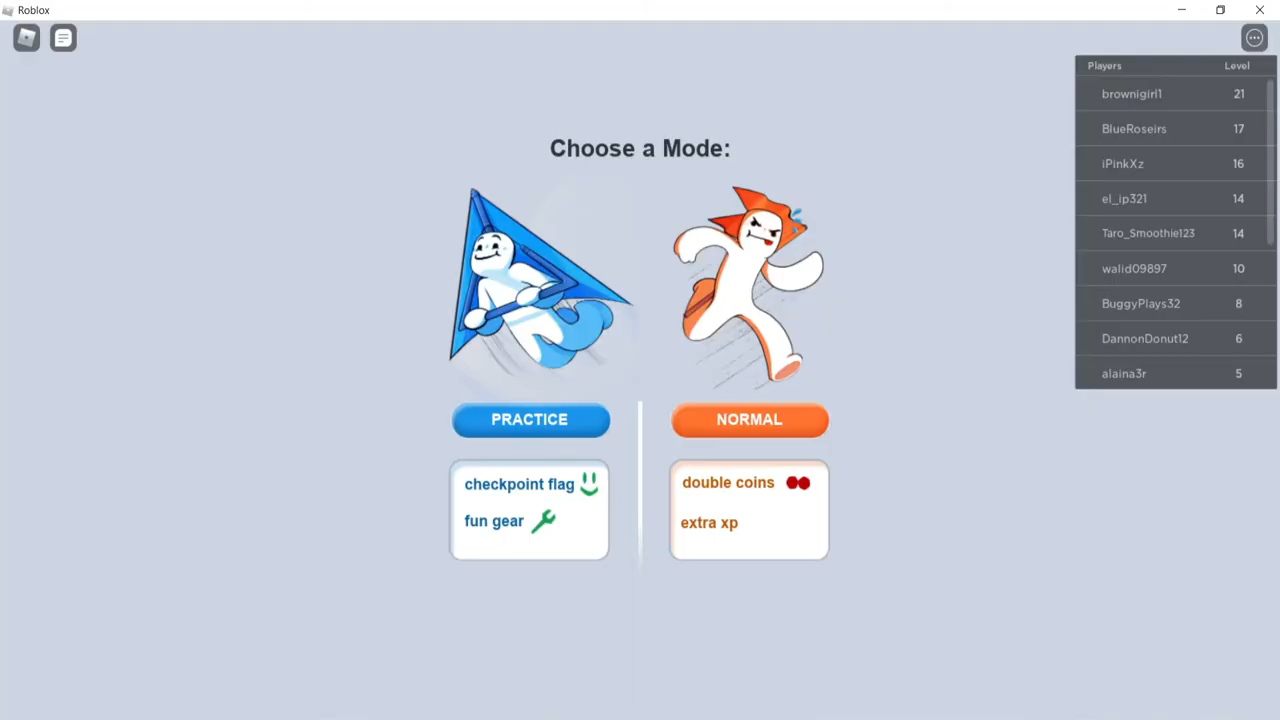 Roblox
Players Level
brownigirl1 21
BlueRoseirs 17
iPinkXz 16
el_ip321 14
Taro_Smoothie123 14
walid09897 10
BuggyPlays32 8
DannonDonut12 6
alaina3r 5
Choose a Mode:
PRACTICE
checkpoint flag
fun gear
NORMAL
double coins
extra xp